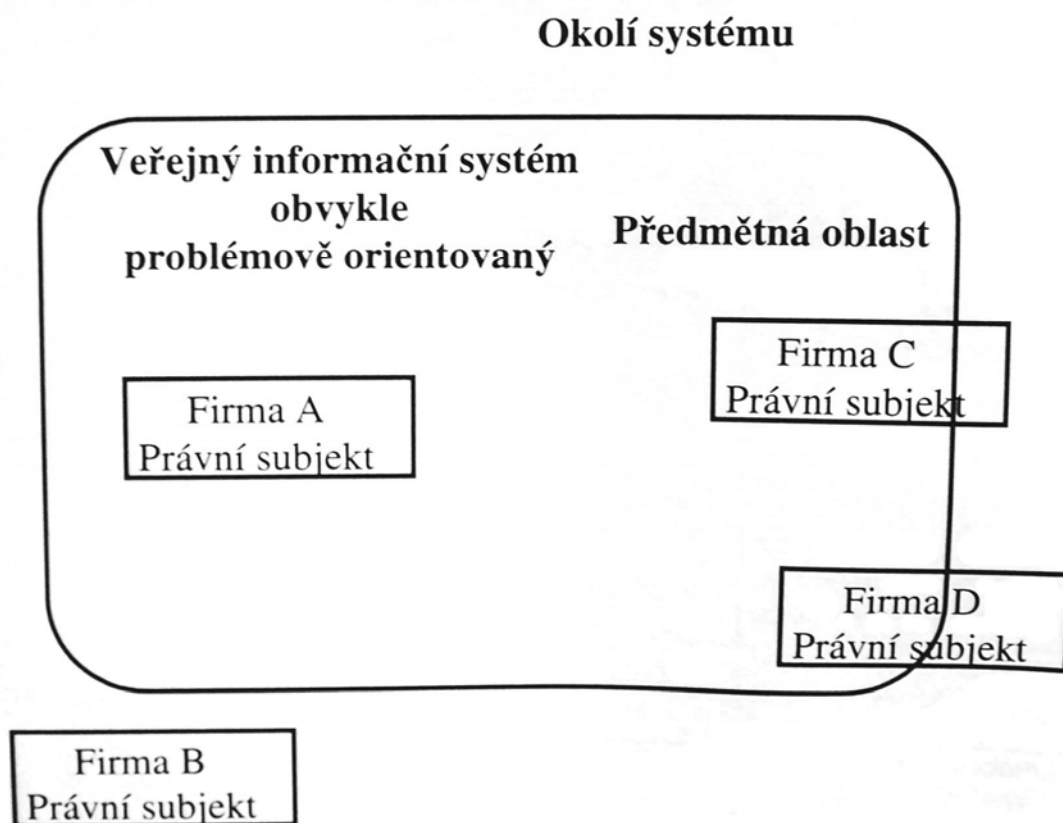 Okolí systému
Veřejný informační systém
obvykle
problémově orientovaný
Předmětná oblast
Firma C
Právní subjekt
Firma A
Právní subjekt
Firma D
Právní subjekt
Firma B
Právní subjekt